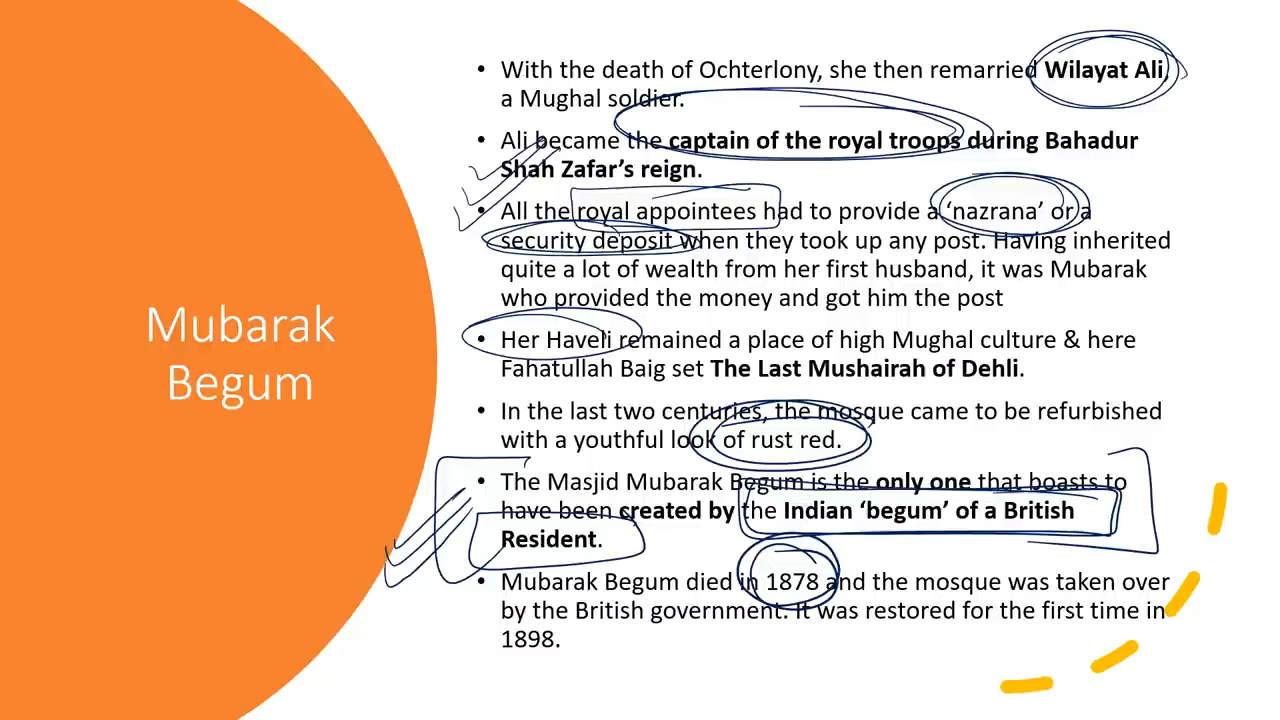 Mubarak
Begum
• With the death of Ochterlony, she then remarried Wilayat Ali,
a Mughal soldier.
• Ali became the captain of the royal troops during Bahadur
Shah Zafar’s reign.
• All the royal appointees had to provide a ‘nazrana’ or a
security deposit when they took up any post. Having inherited
quite a lot of wealth from her first husband, it was Mubarak
who provided the money and got him the post
• Her Haveli remained a place of high Mughal culture & here
Fahatullah Baig set The Last Mushairah of Dehli.
• In the last two centuries, the mosque came to be refurbished
with a youthful look of rust red.
• The Masjid Mubarak Begum is the only one that boasts to
have been created by the Indian ‘begum’ of a British
Resident.
• Mubarak Begum died in 1878 and the mosque was taken over
by the British government. It was restored for the first time in
1898.